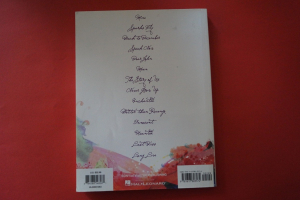 Mine
Sparks Fly
Back to December
Speak Now
Dear John
Mean
The Story of Us
Never Grow Up
Enchanted
Better than Revenge
Innocent
Haunted
Last Kiss
Long Live
HAL•LEONARD